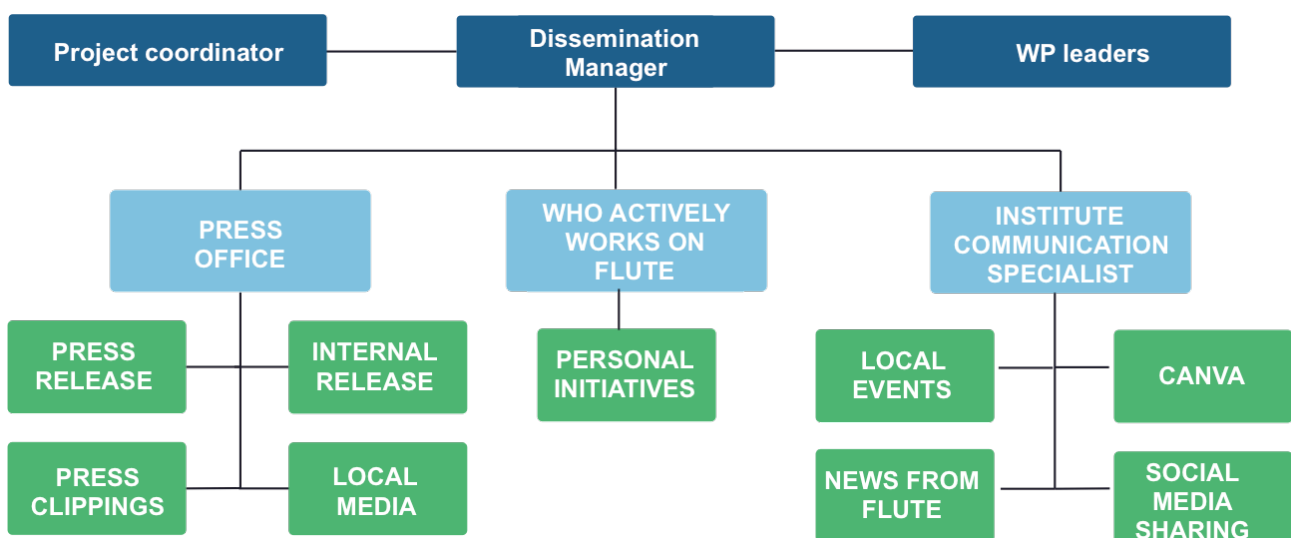 Project coordinator
Dissemination
Manager
WP leaders
PRESS
OFFICE
WHO ACTIVELY
WORKS ON
FLUTE
INSTITUTE
COMMUNICATION
SPECIALIST
PRESS
RELEASE
INTERNAL
RELEASE
PERSONAL
INITIATIVES
LOCAL
EVENTS
CANVA
PRESS
CLIPPINGS
LOCAL
MEDIA
NEWS FROM
FLUTE
SOCIAL
MEDIA
SHARING